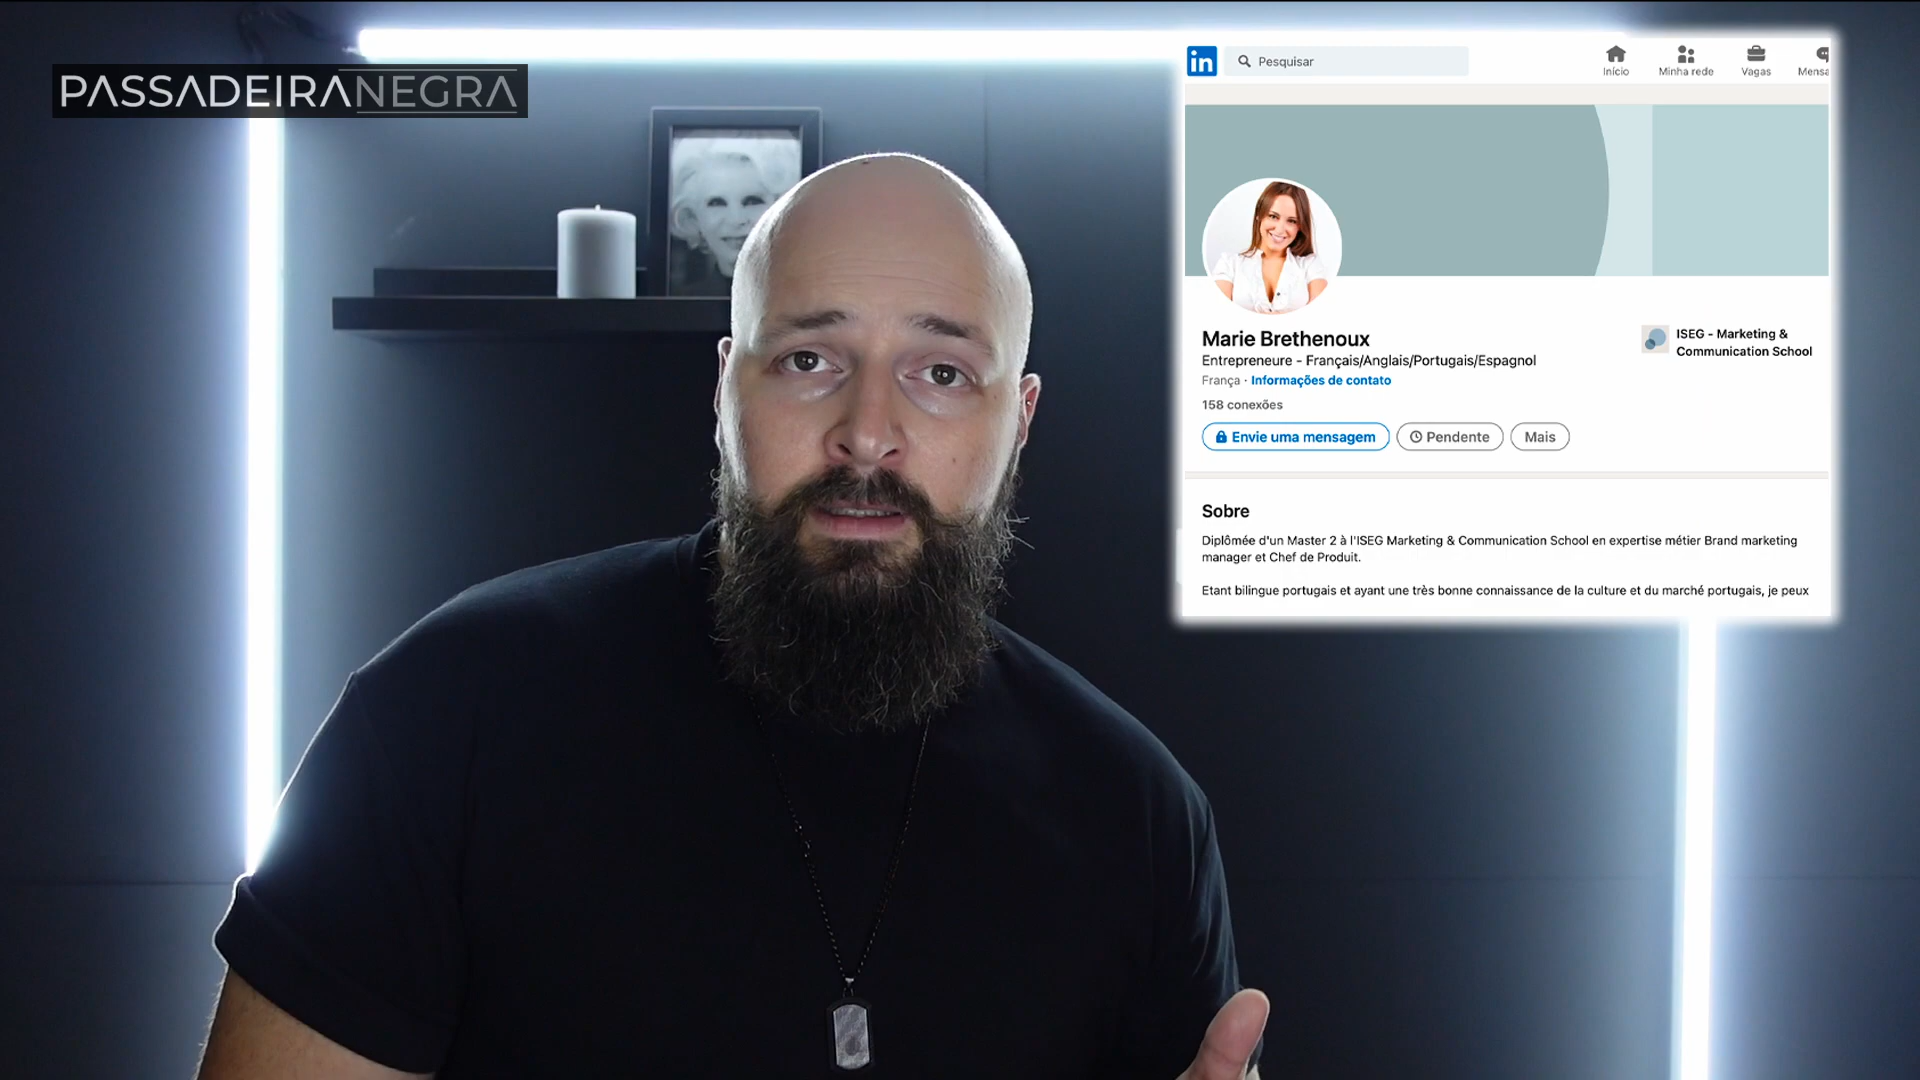 PASSADEIRANEGRA
in
Pesquisar
Início
Minha rede
Vagas
Mensa
Marie Brethenoux
Entrepreneure - Français/Anglais/Portugais/Espagnol
França · Informações de contato
158 conexões
ISEG - Marketing &
Communication School
Envie uma mensagem
Pendente
Mais
Sobre
Diplômée d'un Master 2 à l'ISEG Marketing & Communication School en expertise métier Brand marketing
manager et Chef de Produit.
Etant bilingue portugais et ayant une très bonne connaissance de la culture et du marché portugais, je peux